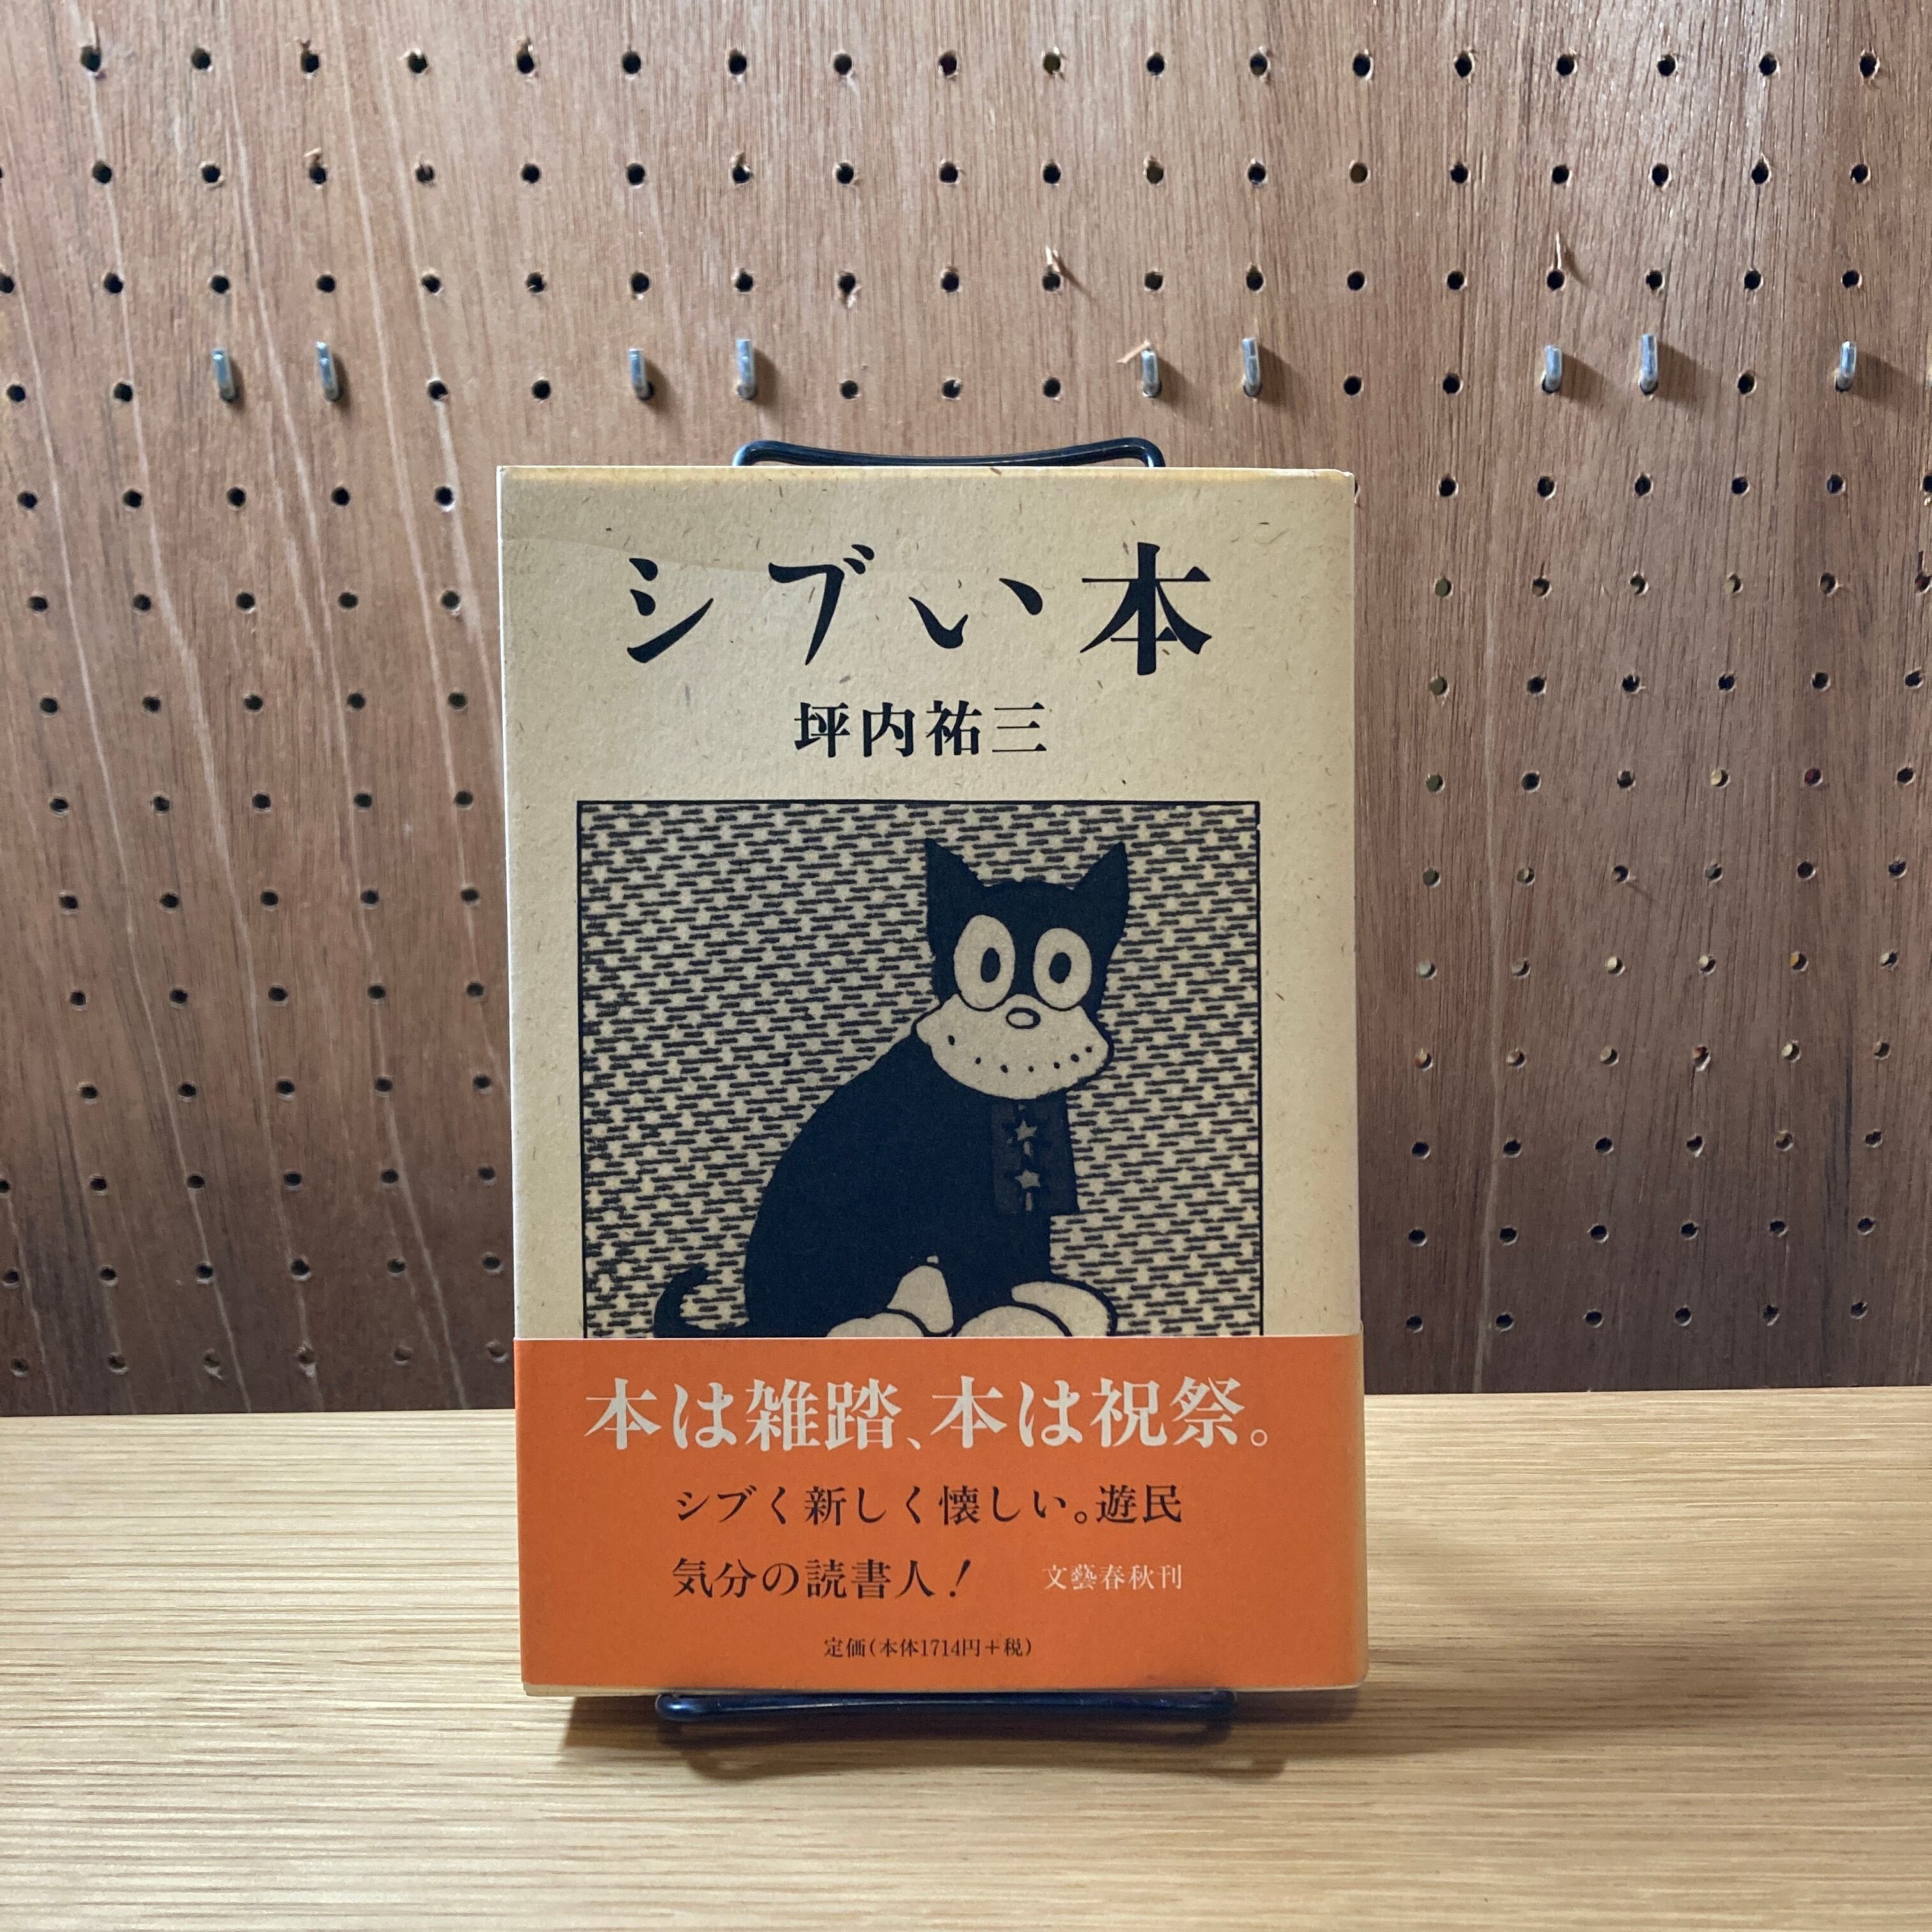 シブい本
坪内祐三
本は雑踏、本は祝祭。
シブく新しく懐しい。遊民
気分の読書人！
文藝春秋刊
定価（本体1714円＋税）